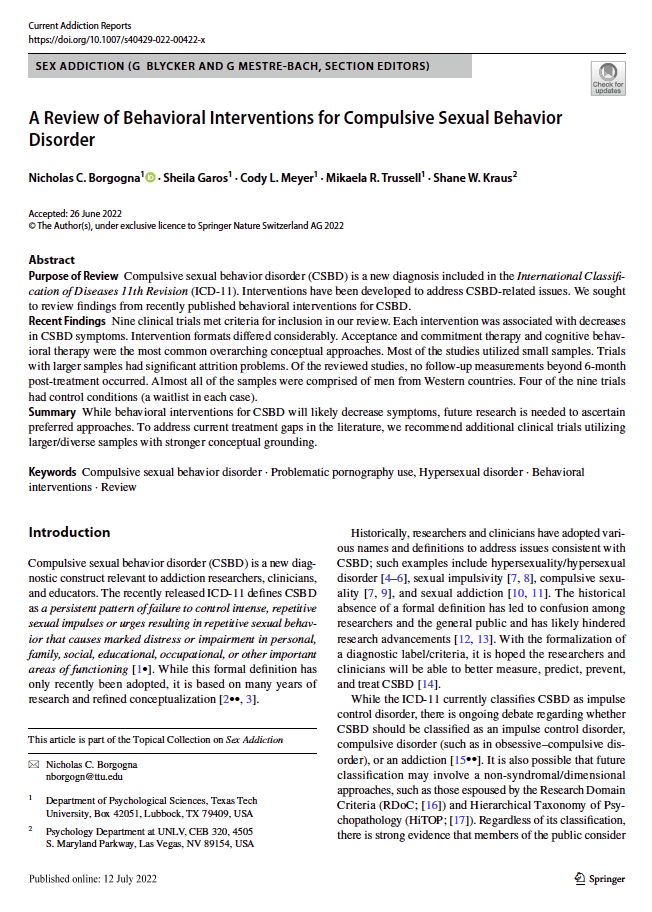 Current Addiction Reports
https://doi.org/10.1007/s40429-022-00422-x
SEX ADDICTION (G BLYCKER AND G MESTRE-BACH, SECTION EDITORS)
Check for
updates
A Review of Behavioral Interventions for Compulsive Sexual Behavior
Disorder
Nicholas C. Borgogna1 · Sheila Garos1 · Cody L. Meyer1 · Mikaela R. Trussell1 · Shane W. Kraus2
Accepted: 26 June 2022
© The Author(s), under exclusive licence to Springer Nature Switzerland AG 2022
Abstract
Purpose of Review Compulsive sexual behavior disorder (CSBD) is a new diagnosis included in the International Classifi-
cation of Diseases 11th Revision (ICD-11). Interventions have been developed to address CSBD-related issues. We sought
to review findings from recently published behavioral interventions for CSBD.
Recent Findings Nine clinical trials met criteria for inclusion in our review. Each intervention was associated with decreases
in CSBD symptoms. Intervention formats differed considerably. Acceptance and commitment therapy and cognitive behav-
ioral therapy were the most common overarching conceptual approaches. Most of the studies utilized small samples. Trials
with larger samples had significant attrition problems. Of the reviewed studies, no follow-up measurements beyond 6-month
post-treatment occurred. Almost all of the samples were comprised of men from Western countries. Four of the nine trials
had control conditions (a waitlist in each case).
Summary While behavioral interventions for CSBD will likely decrease symptoms, future research is needed to ascertain
preferred approaches. To address current treatment gaps in the literature, we recommend additional clinical trials utilizing
larger/diverse samples with stronger conceptual grounding.
Keywords Compulsive sexual behavior disorder · Problematic pornography use, Hypersexual disorder · Behavioral
interventions · Review
Introduction
Compulsive sexual behavior disorder (CSBD) is a new diag-
nostic construct relevant to addiction researchers, clinicians,
and educators. The recently released ICD-11 defines CSBD
as a persistent pattern of failure to control intense, repetitive
sexual impulses or urges resulting in repetitive sexual behav-
ior that causes marked distress or impairment in personal,
family, social, educational, occupational, or other important
areas of functioning [1•]. While this formal definition has
only recently been adopted, it is based on many years of
research and refined conceptualization [2••, 3].
This article is part of the Topical Collection on Sex Addiction
Nicholas C. Borgogna
nborgogn@ttu.edu
1 Department of Psychological Sciences, Texas Tech
University, Box 42051, Lubbock, TX 79409, USA
2 Psychology Department at UNLV, CEB 320, 4505
S. Maryland Parkway, Las Vegas, NV 89154, USA
Historically, researchers and clinicians have adopted vari-
ous names and definitions to address issues consistent with
CSBD; such examples include hypersexuality/hypersexual
disorder [4–6], sexual impulsivity [7, 8], compulsive sexu-
ality [7, 9], and sexual addiction [10, 11]. The historical
absence of a formal definition has led to confusion among
researchers and the general public and has likely hindered
research advancements [12, 13]. With the formalization of
a diagnostic label/criteria, it is hoped the researchers and
clinicians will be able to better measure, predict, prevent,
and treat CSBD [14].
While the ICD-11 currently classifies CSBD as impulse
control disorder, there is ongoing debate regarding whether
CSBD should be classified as an impulse control disorder,
compulsive disorder (such as in obsessive–compulsive dis-
order), or an addiction [15••]. It is also possible that future
classification may involve a non-syndromal/dimensional
approaches, such as those espoused by the Research Domain
Criteria (RDoC; [16]) and Hierarchical Taxonomy of Psy-
chopathology (HiTOP; [17]). Regardless of its classification,
there is strong evidence that members of the public consider
Published online: 12 July 2022
Springer